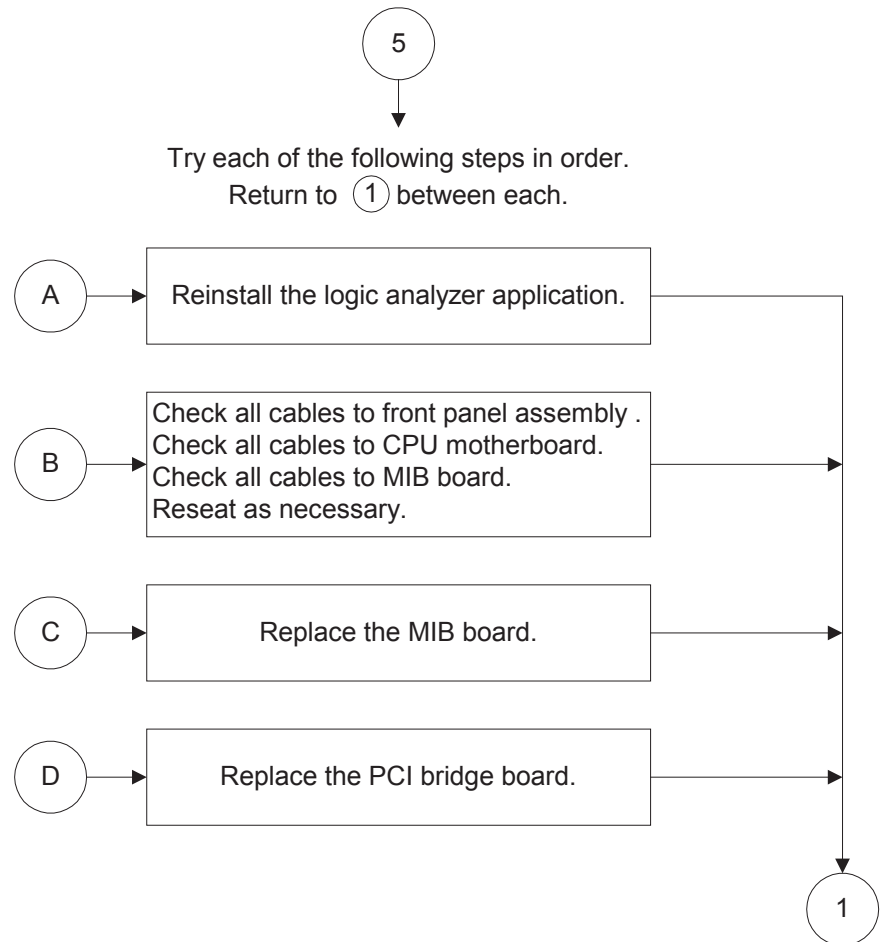 5
Try each of the following steps in order.
Return to 1 between each.
A
Reinstall the logic analyzer application.
B
Check all cables to front panel assembly .
Check all cables to CPU motherboard.
Check all cables to MIB board.
Reseat as necessary.
C
Replace the MIB board.
D
Replace the PCI bridge board.
1